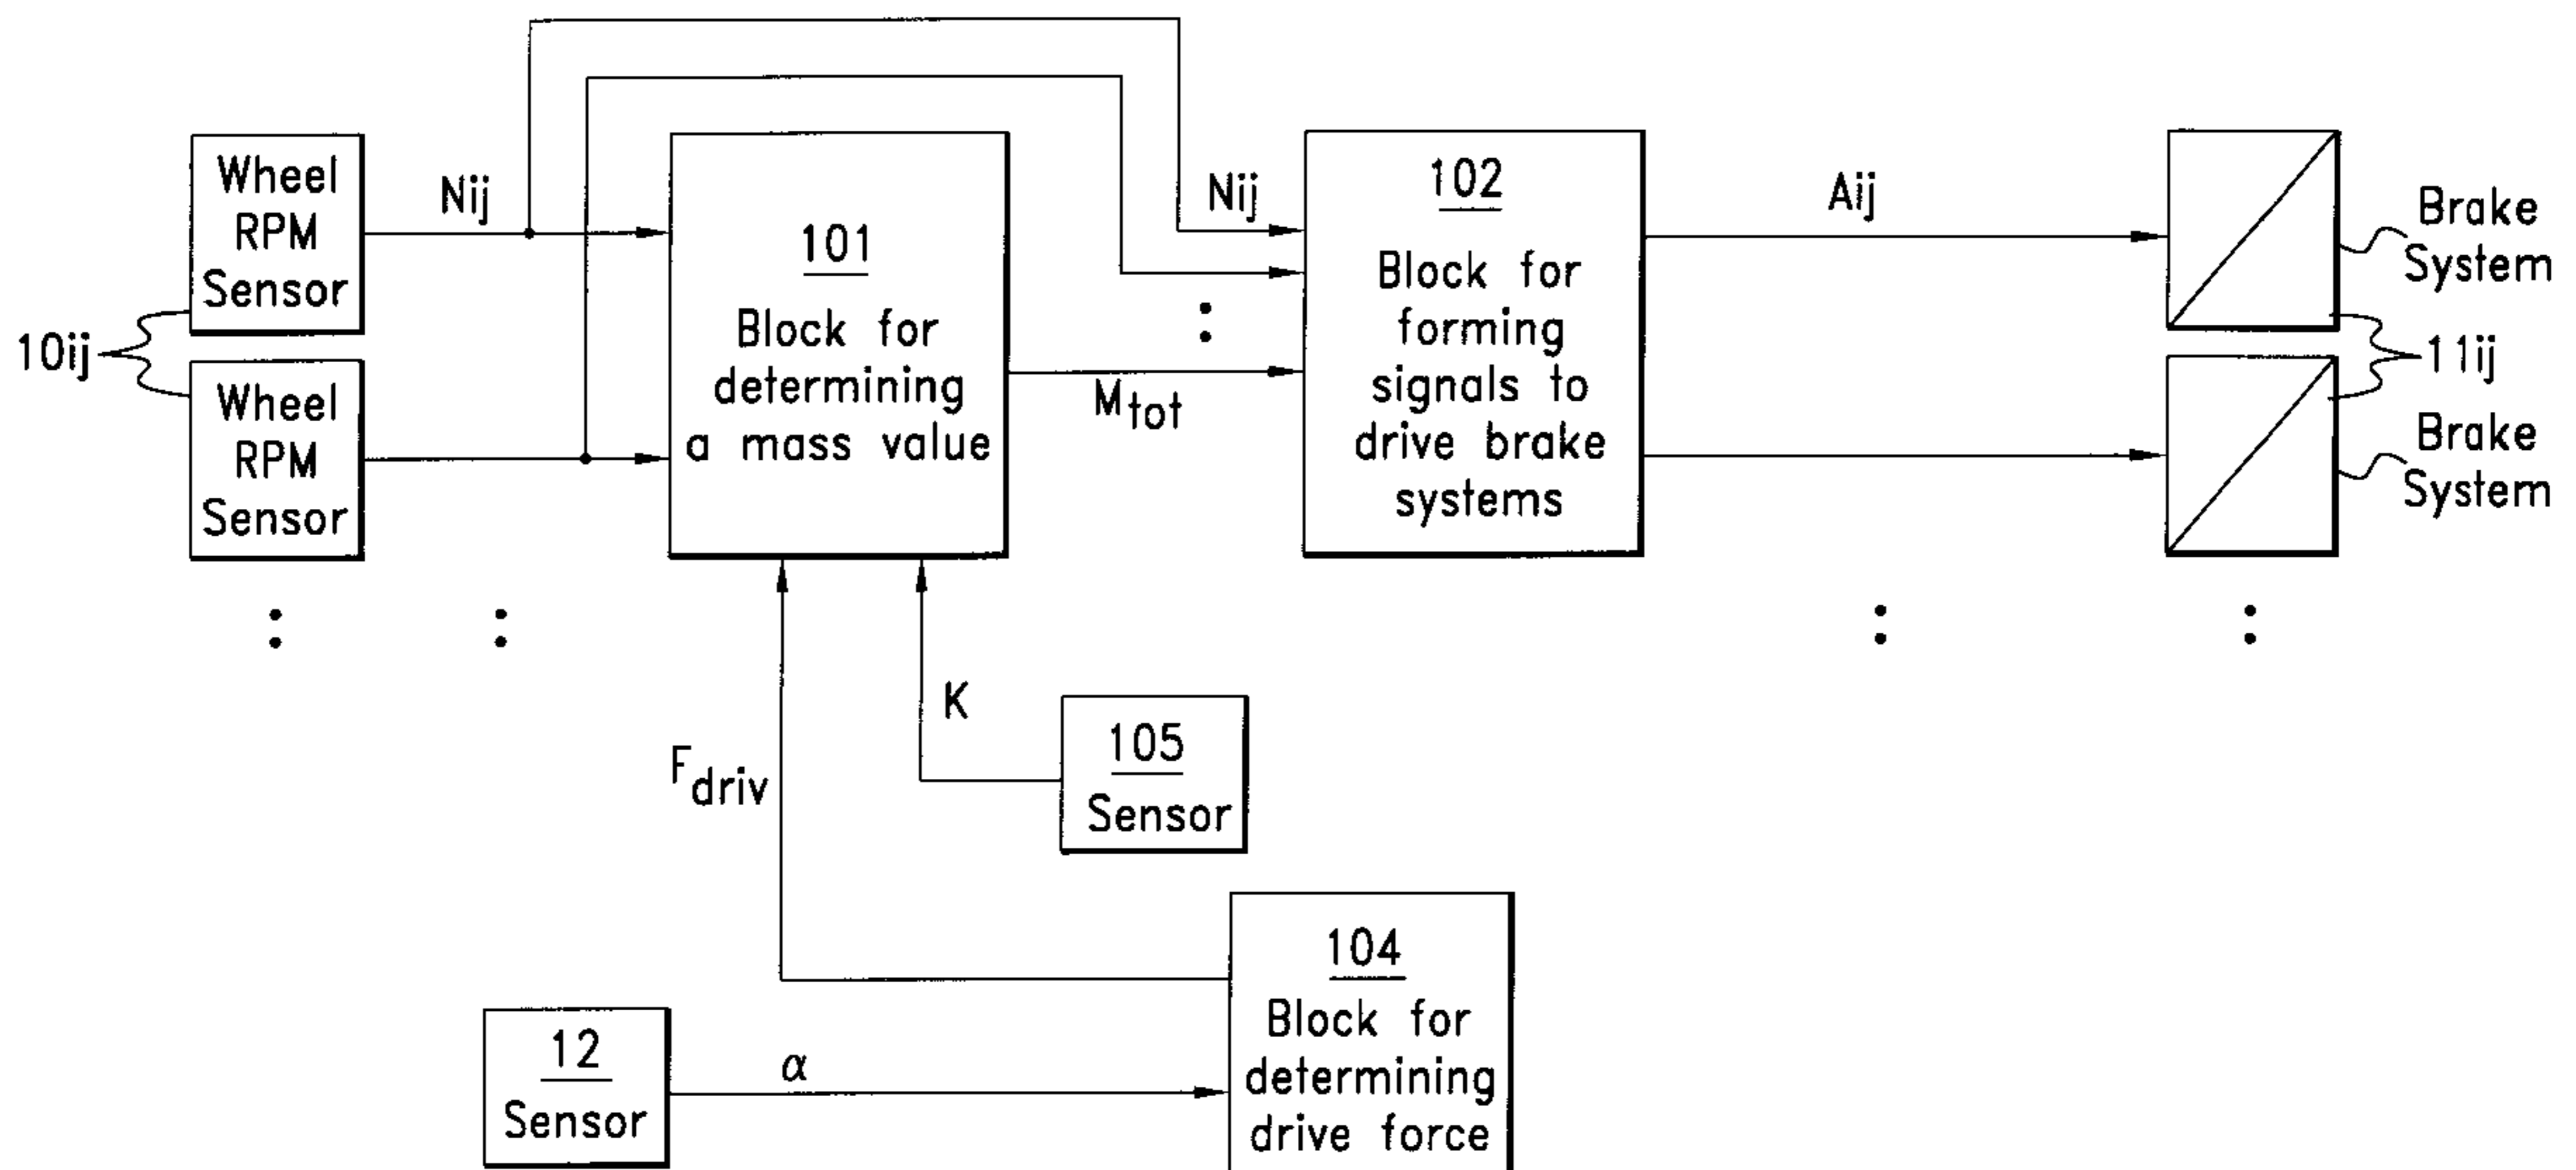 Wheel
RPM
Sensor
Nij
10ij
Wheel
RPM
Sensor
101
Block for
determining
a mass value
Nij
Mtot
102
Block for
forming
signals to
drive brake
systems
Aij
Brake
System
11ij
Brake
System
K
Fdriv
105
Sensor
104
Block for
determining
drive force
12
Sensor
α